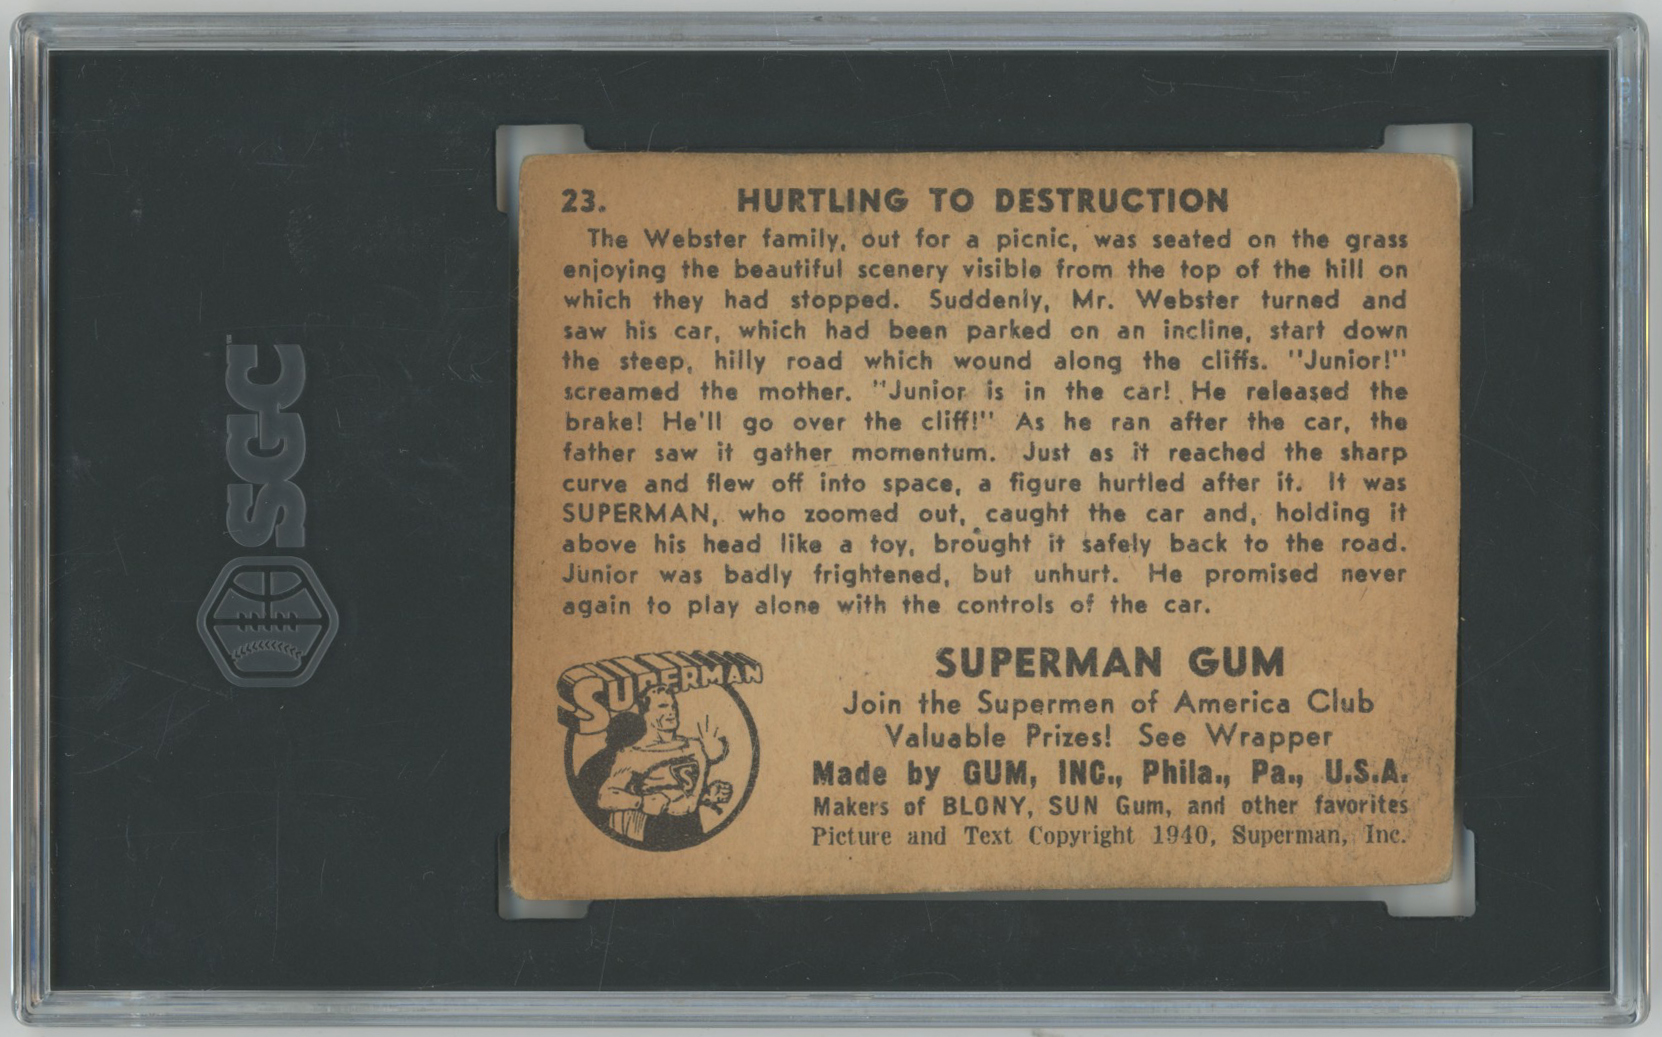 SGC
23. HURTLING TO DESTRUCTION
The Webster family, out for a picnic, was seated on the grass
enjoying the beautiful scenery visible from the top of the hill on
which they had stopped. Suddenly, Mr. Webster turned and
saw his car, which had been parked on an incline, start down
the steep, hilly road which wound along the cliffs. "Junior!"
screamed the mother. "Junior is in the car! He released the
brake! He'll go over the cliff!" As he ran after the car, the
father saw it gather momentum. Just as it reached the sharp
curve and flew off into space, a figure hurtled after it. It was
SUPERMAN, who zoomed out, caught the car and, holding it
above his head like a toy, brought it safely back to the road.
Junior was badly frightened, but unhurt. He promised never
again to play alone with the controls of the car.
SUPERMAN
S
SUPERMAN GUM
Join the Supermen of America Club
Valuable Prizes! See Wrapper
Made by GUM, INC., Phila., Pa., U.S.A.
Makers of BLONY, SUN Gum, and other favorites
Picture and Text Copyright 1940, Superman, Inc.